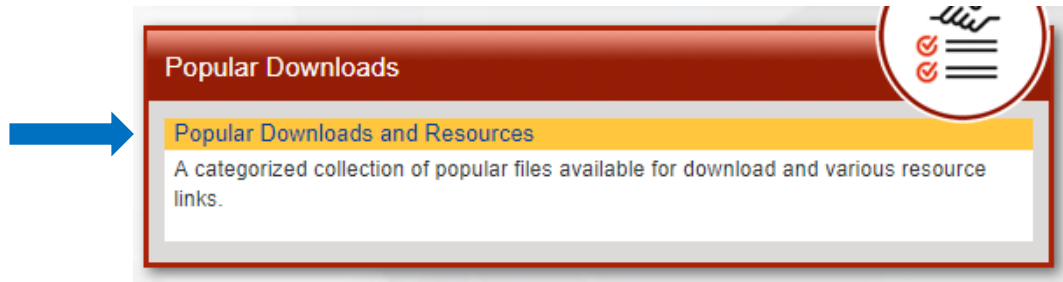 Popular Downloads
Popular Downloads and Resources
A categorized collection of popular files available for download and various resource
links.